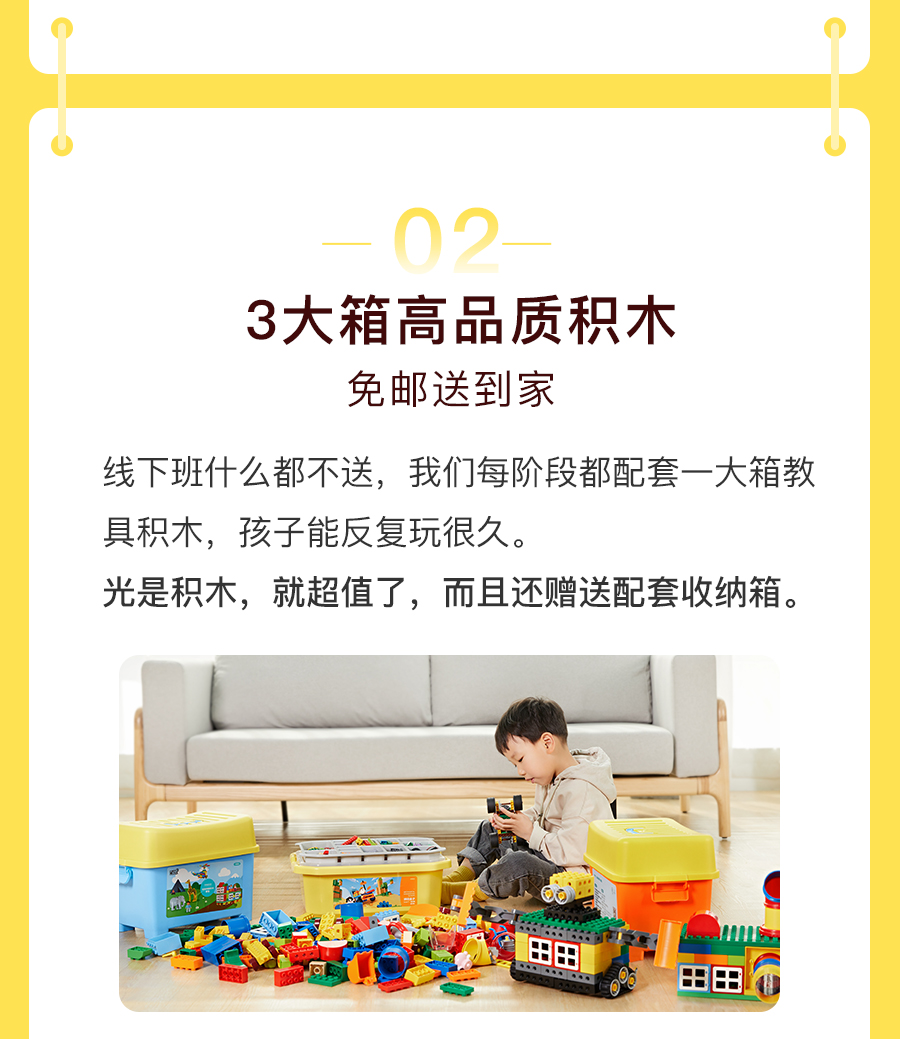 02
3大箱高品质积木
免邮送到家
线下班什么都不送，我们每阶段都配套一大箱教
具积木，孩子能反复玩很久。
光是积木，就超值了，而且还赠送配套收纳箱。